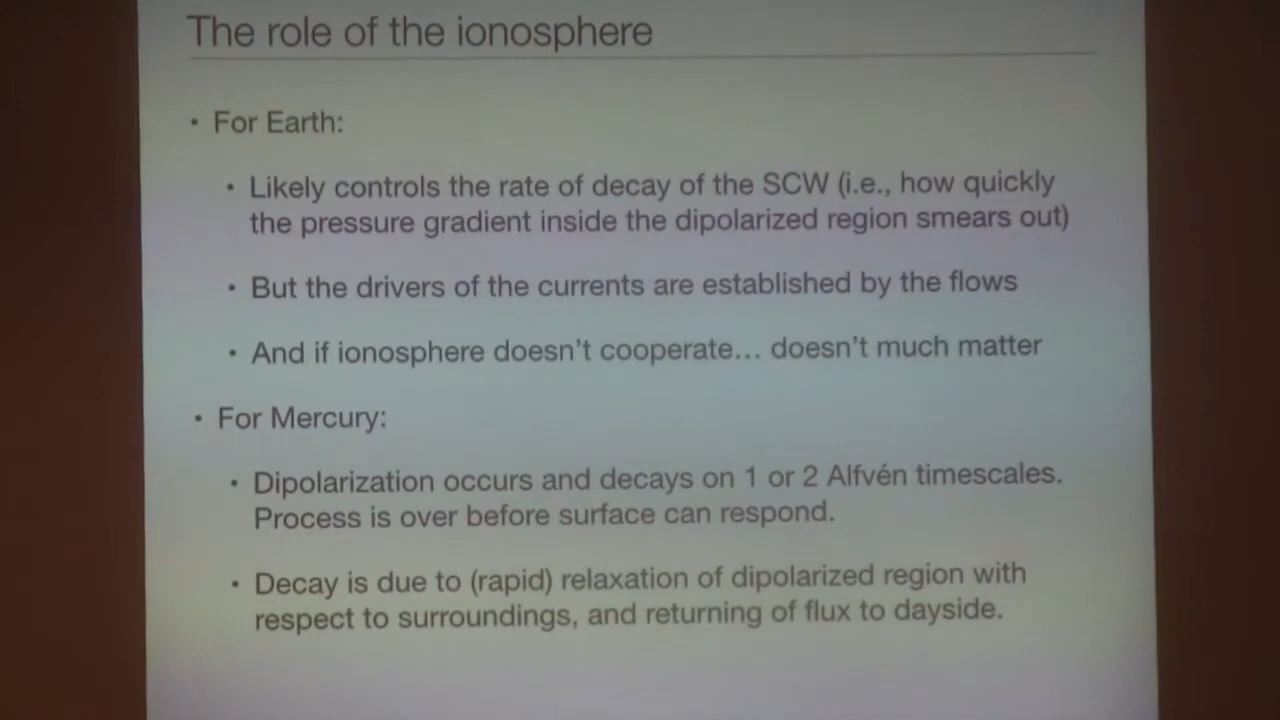 The role of the ionosphere
• For Earth:
• Likely controls the rate of decay of the SCW (i.e., how quickly
the pressure gradient inside the dipolarized region smears out)
• But the drivers of the currents are established by the flows
• And if ionosphere doesn't cooperate... doesn't much matter
• For Mercury:
• Dipolarization occurs and decays on 1 or 2 Alfvén timescales.
Process is over before surface can respond.
• Decay is due to (rapid) relaxation of dipolarized region with
respect to surroundings, and returning of flux to dayside.